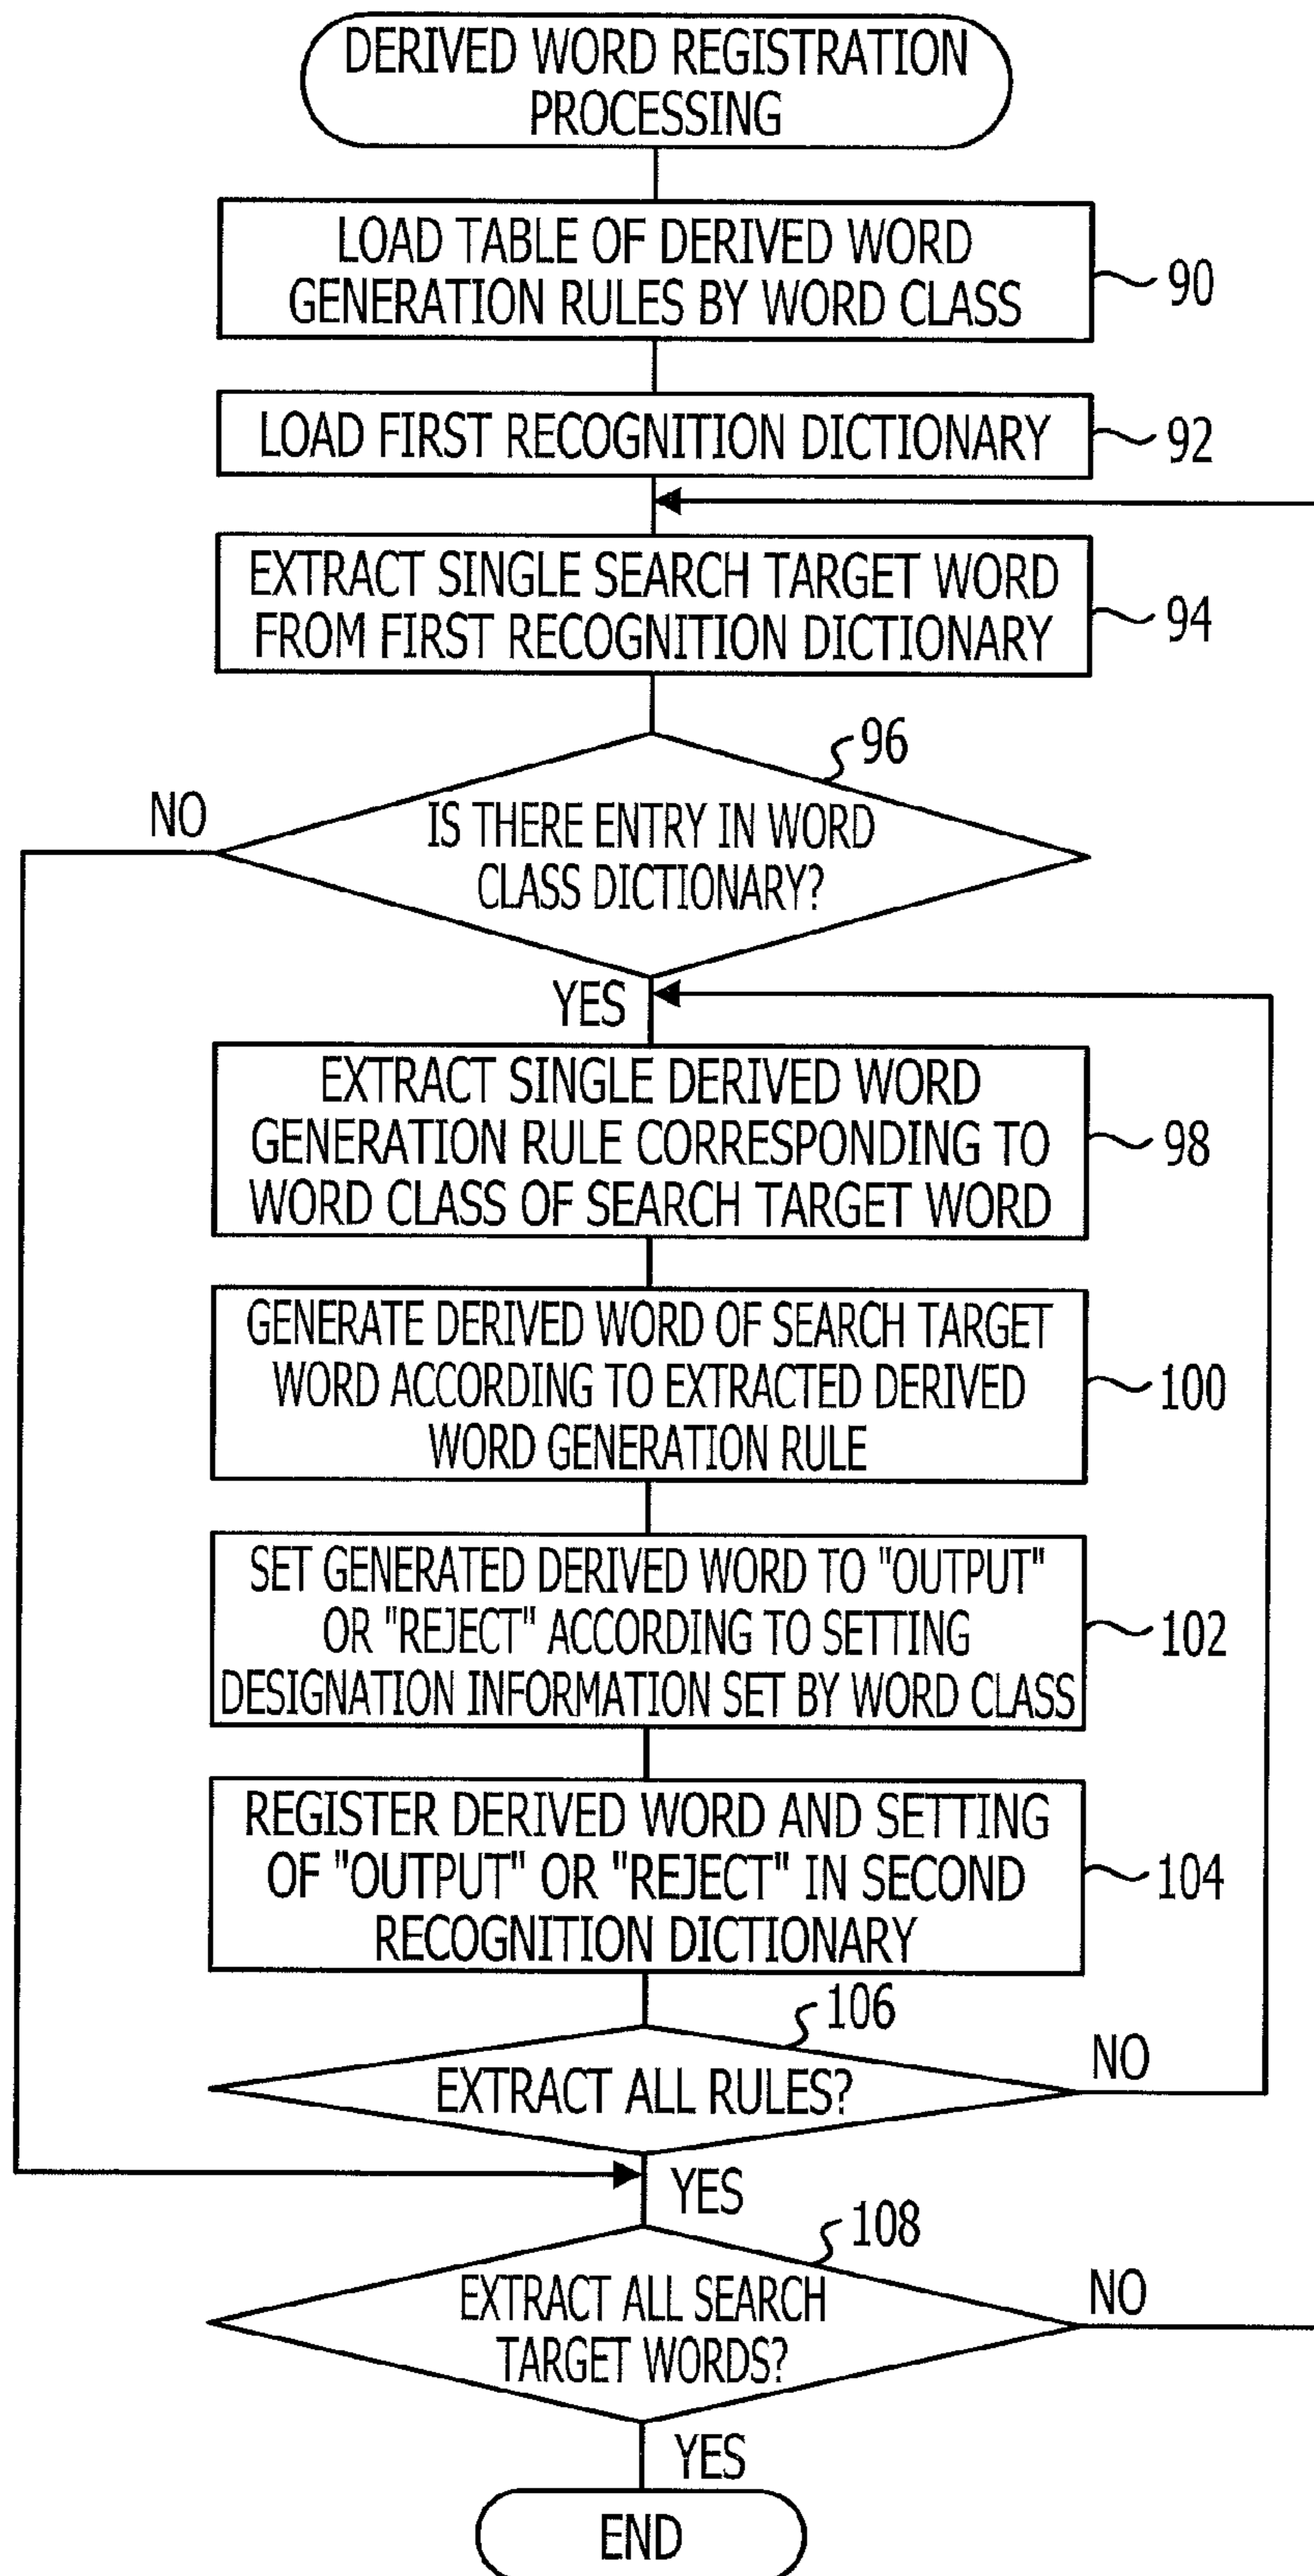 DERIVED WORD REGISTRATION
PROCESSING
LOAD TABLE OF DERIVED WORD
GENERATION RULES BY WORD CLASS
90
LOAD FIRST RECOGNITION DICTIONARY
92
EXTRACT SINGLE SEARCH TARGET WORD
FROM FIRST RECOGNITION DICTIONARY
94
96
NO
IS THERE ENTRY IN WORD
CLASS DICTIONARY?
YES
EXTRACT SINGLE DERIVED WORD
GENERATION RULE CORRESPONDING TO
WORD CLASS OF SEARCH TARGET WORD
98
GENERATE DERIVED WORD OF SEARCH TARGET
WORD ACCORDING TO EXTRACTED DERIVED
WORD GENERATION RULE
100
SET GENERATED DERIVED WORD TO "OUTPUT"
OR "REJECT" ACCORDING TO SETTING
DESIGNATION INFORMATION SET BY WORD CLASS
102
REGISTER DERIVED WORD AND SETTING
OF "OUTPUT" OR "REJECT" IN SECOND
RECOGNITION DICTIONARY
104
106
EXTRACT ALL RULES?
NO
YES
108
EXTRACT ALL SEARCH
TARGET WORDS?
NO
YES
END